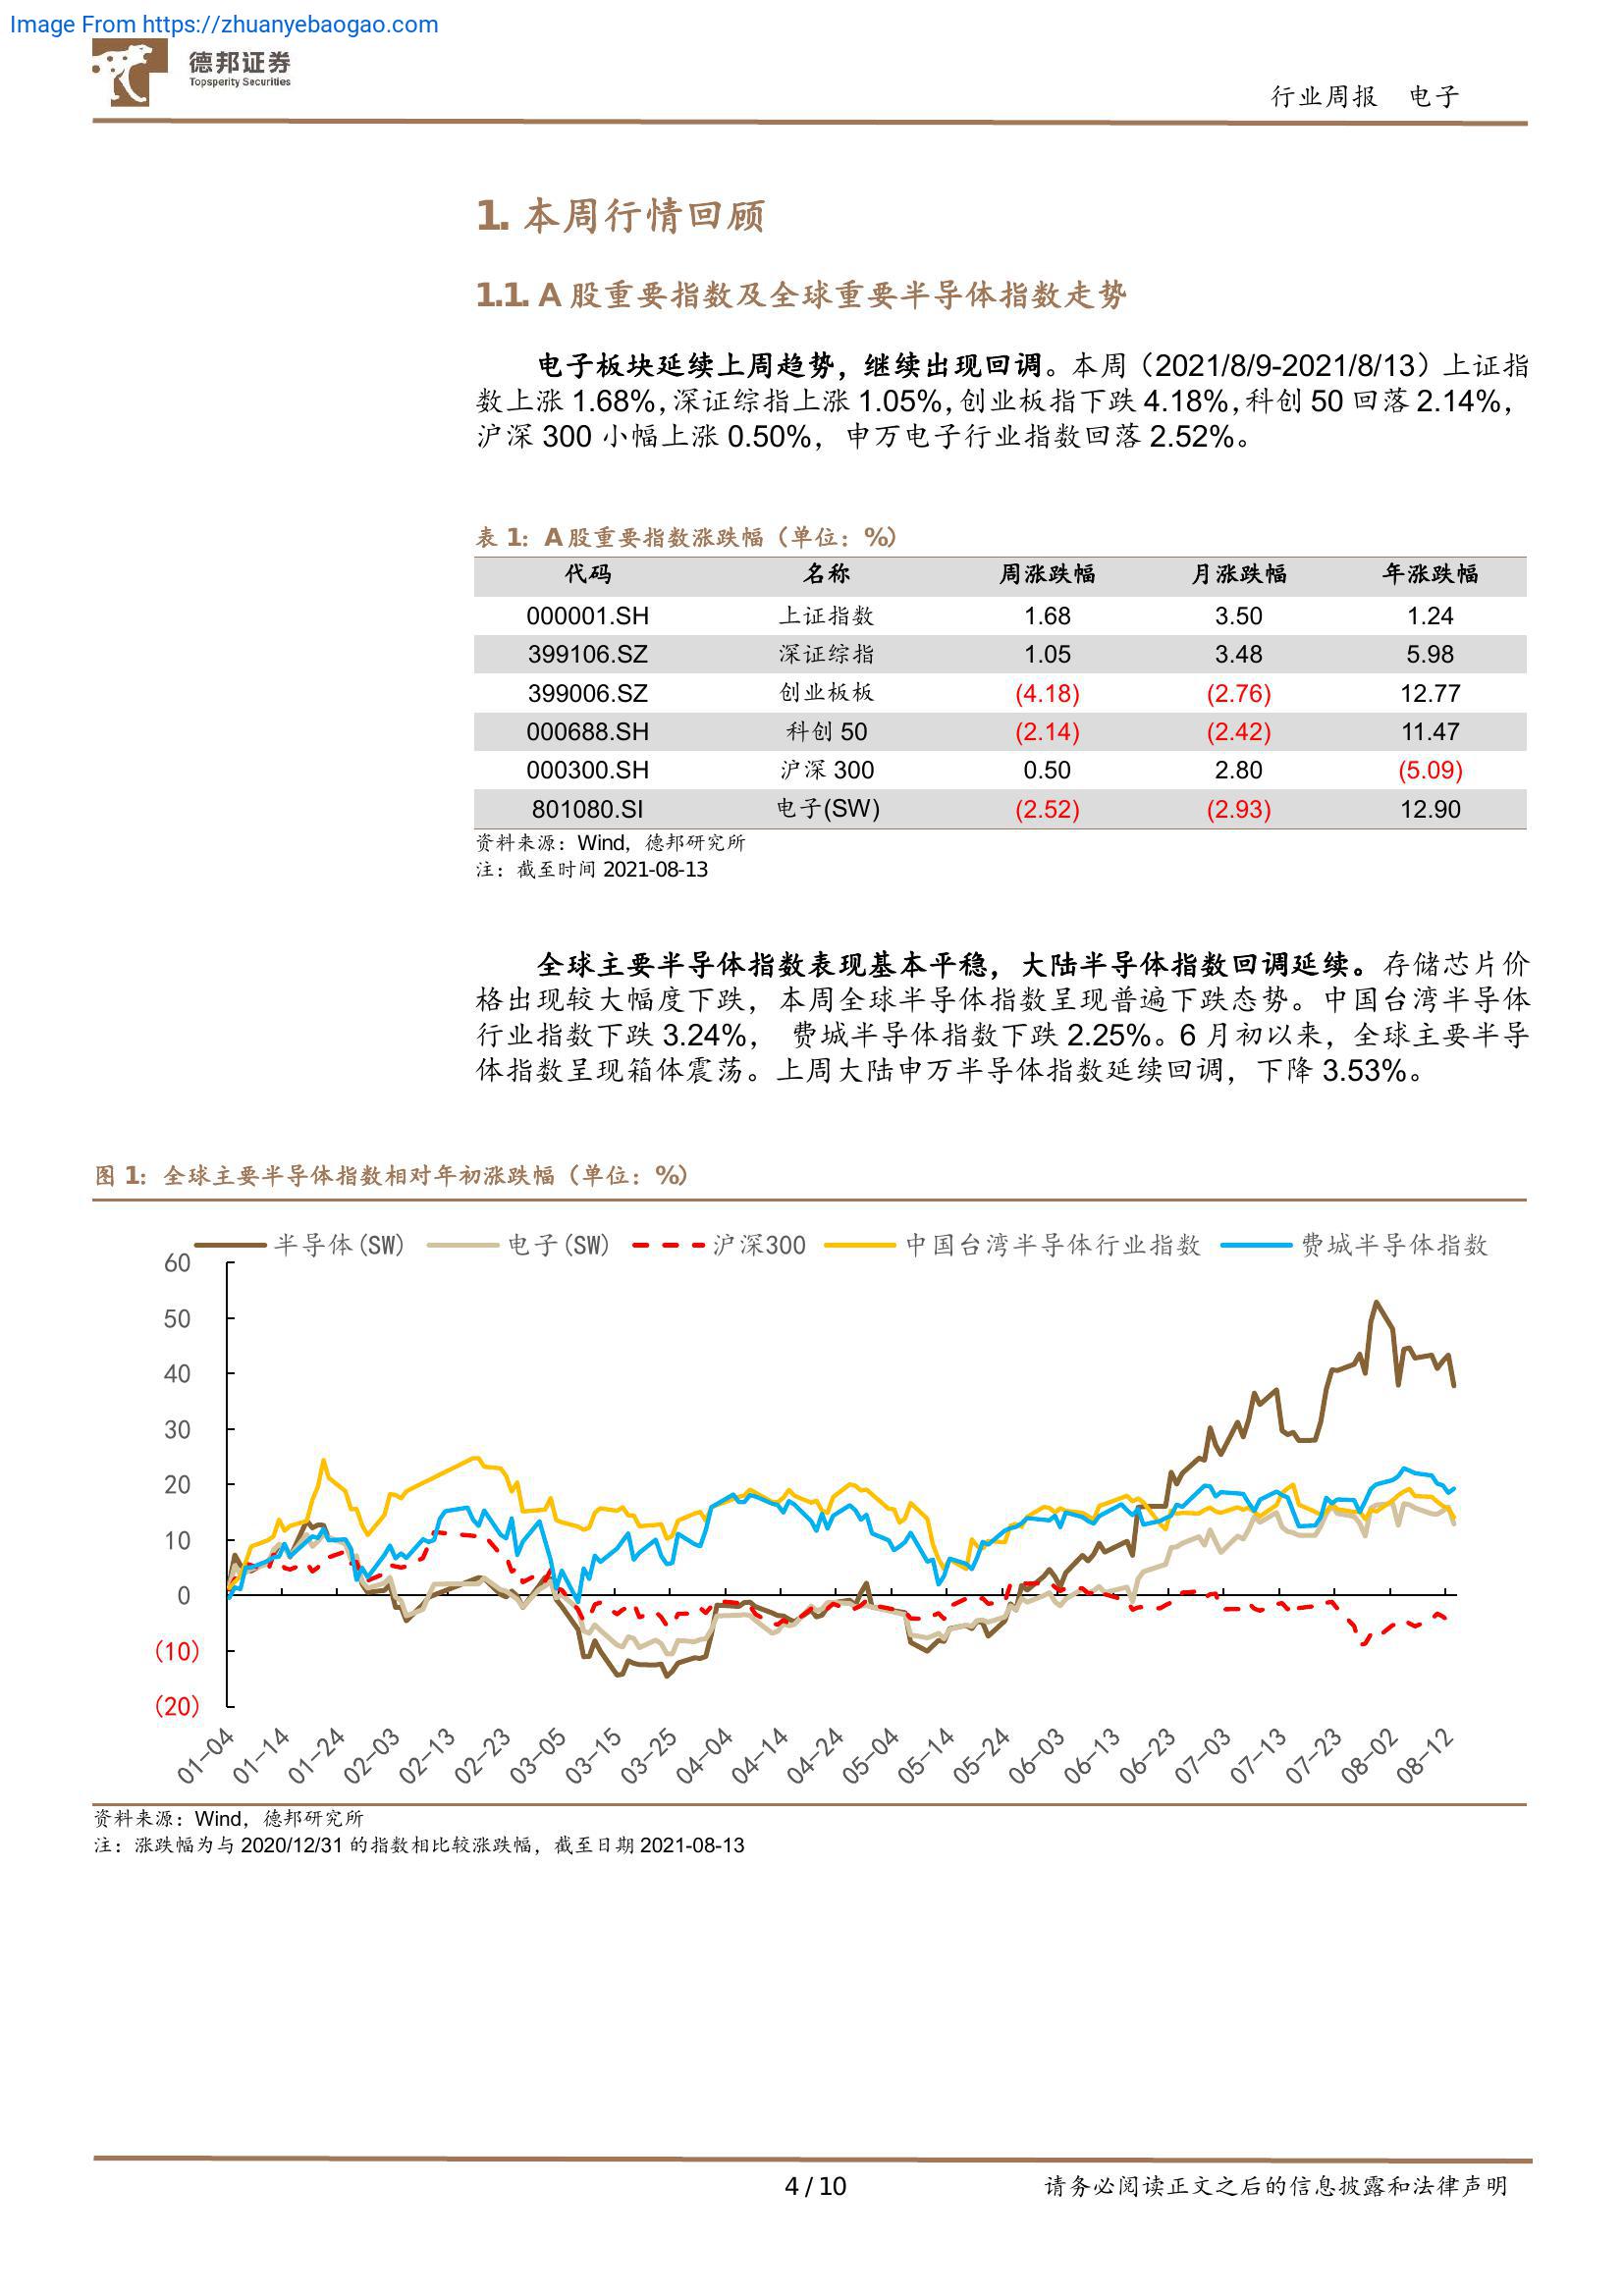 Image From https://zhuanyebaogao.com
德邦证券
Topsperity Securities
行业周报 电子
1. 本周行情回顾
1.1. A 股重要指数及全球重要半导体指数走势
电子板块延续上周趋势，继续出现回调。本周（2021/8/9-2021/8/13）上证指
数上涨 1.68%,深证综指上涨 1.05%,创业板指下跌 4.18%,科创 50 回落 2.14%,
沪深 300 小幅上涨 0.50%，申万电子行业指数回落 2.52%。
表 1：A 股重要指数涨跌幅（单位：%）
代码 名称 周涨跌幅 月涨跌幅 年涨跌幅
000001.SH 上证指数 1.68 3.50 1.24
399106.SZ 深证综指 1.05 3.48 5.98
399006.SZ 创业板板 (4.18) (2.76) 12.77
000688.SH 科创 50 (2.14) (2.42) 11.47
000300.SH 沪深 300 0.50 2.80 (5.09)
801080.SI 电子(SW) (2.52) (2.93) 12.90
资料来源：Wind，德邦研究所
注：截至时间 2021-08-13
全球主要半导体指数表现基本平稳，大陆半导体指数回调延续。存储芯片价
格出现较大幅度下跌，本周全球半导体指数呈现普遍下跌态势。中国台湾半导体
行业指数下跌 3.24%， 费城半导体指数下跌 2.25%。6 月初以来，全球主要半导
体指数呈现箱体震荡。上周大陆申万半导体指数延续回调，下降 3.53%。
图 1：全球主要半导体指数相对年初涨跌幅（单位：%）
半导体(SW) 电子(SW) 沪深300 中国台湾半导体行业指数 费城半导体指数
60
50
40
30
20
10
0
(10)
(20)
01-04 01-14 01-24 02-03 02-13 02-23 03-05 03-15 03-25 04-04 04-14 04-24 05-04 05-14 05-24 06-03 06-13 06-23 07-03 07-13 07-23 08-02 08-12
资料来源：Wind，德邦研究所
注：涨跌幅为与 2020/12/31 的指数相比较涨跌幅，截至日期 2021-08-13
4 / 10 请务必阅读正文之后的信息披露和法律声明